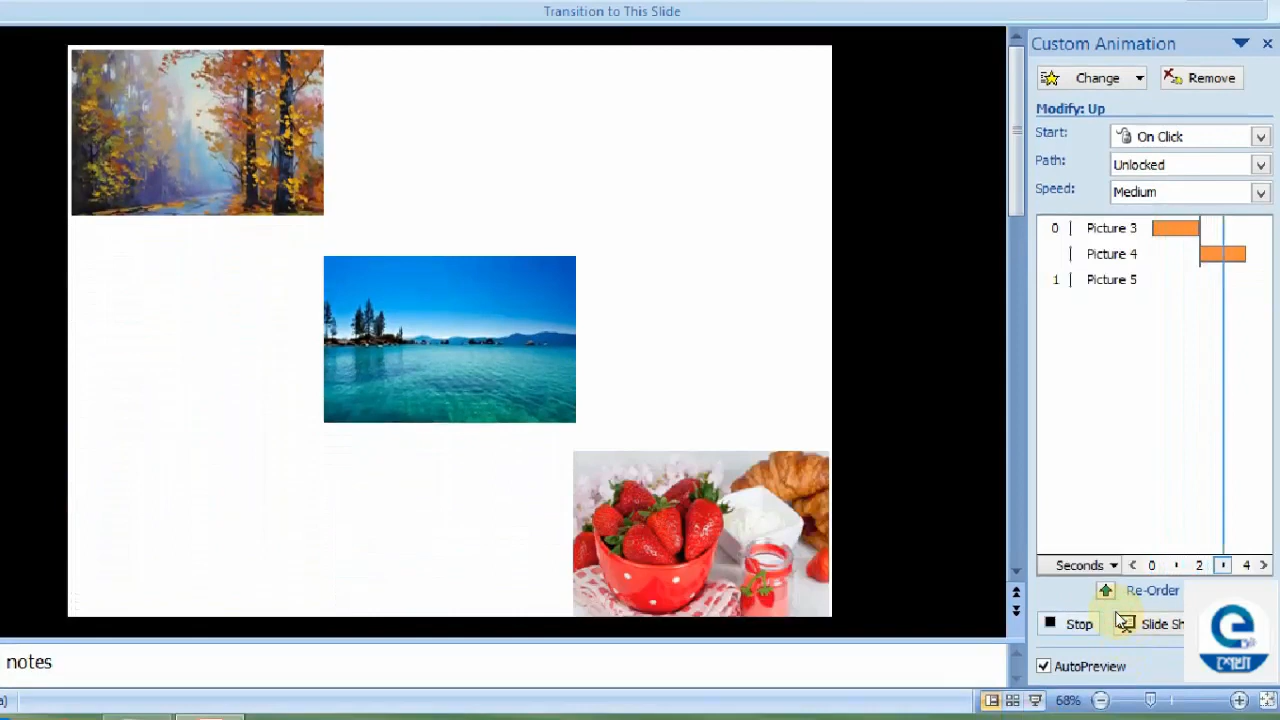 Transition to This Slide
Custom Animation
Change
Remove
Modify: Up
Start:
On Click
Path:
Unlocked
Speed:
Medium
0 Picture 3
Picture 4
1 Picture 5
Seconds
0 2 4
Re-Order
Stop
Slide Sh
AutoPreview
notes
68%
e
শেখা